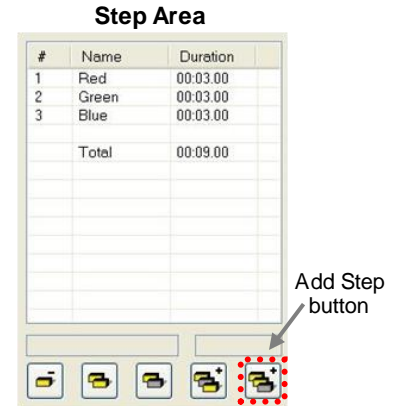 Step Area
# Name Duration
1 Red 00:03.00
2 Green 00:03.00
3 Blue 00:03.00
Total 00:09.00
Add Step
button